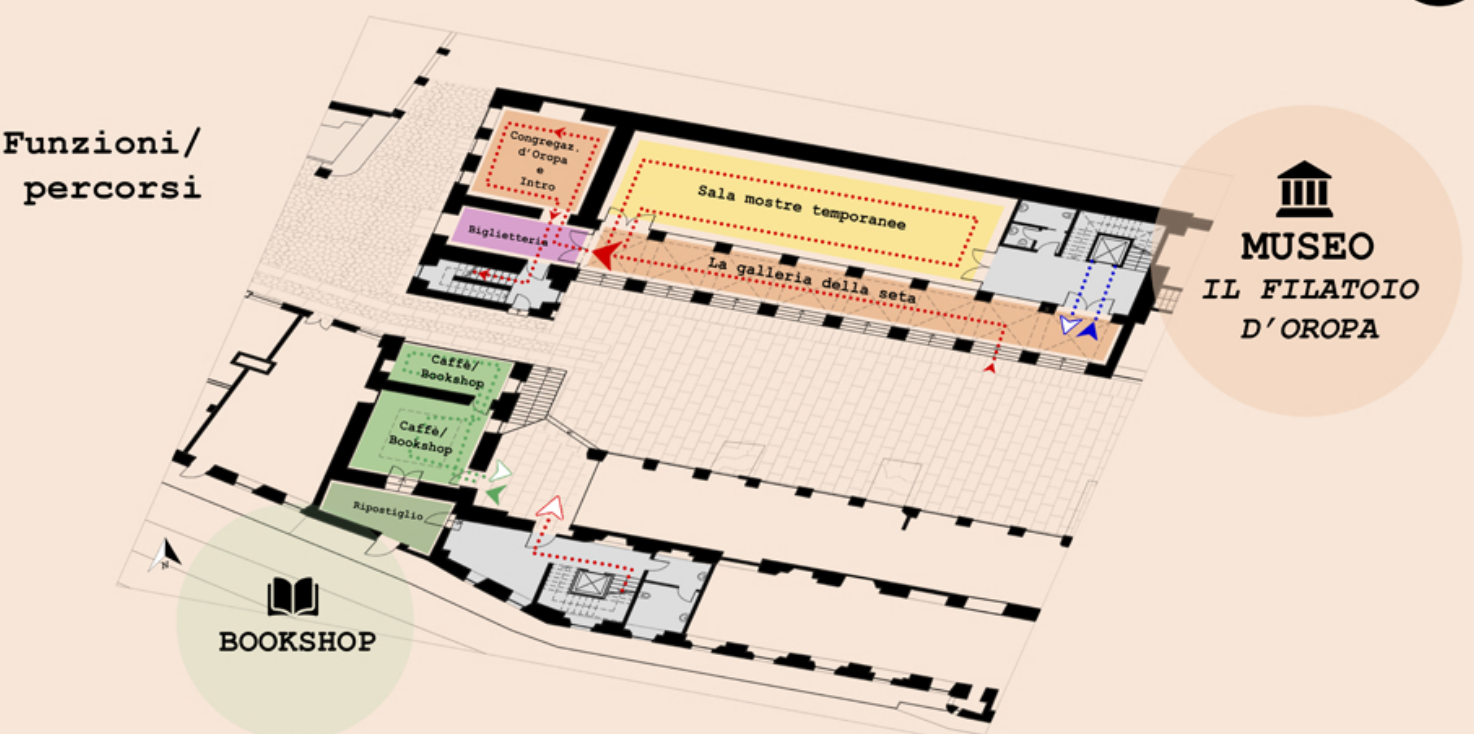 Funzioni/
percorsi
Congregaz.
d'Oropa
e
Intro
Biglietteria
Sala mostre temporanee
La galleria della seta
MUSEO
IL FILATOIO
D'OROPA
Caffè/
Bookshop
Caffè/
Bookshop
Ripostiglio
N
BOOKSHOP